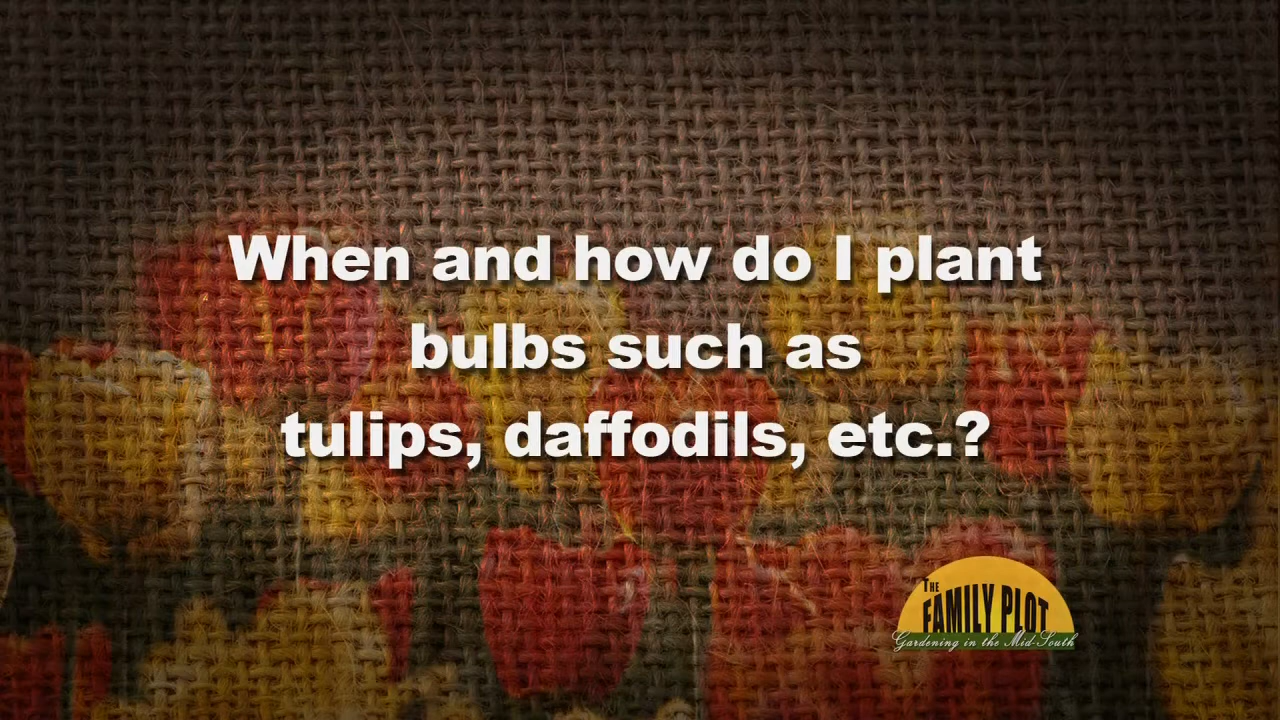 When and how do I plant
bulbs such as
tulips, daffodils, etc.?
THE
FAMILY PLOT
Gardening in the Mid-South